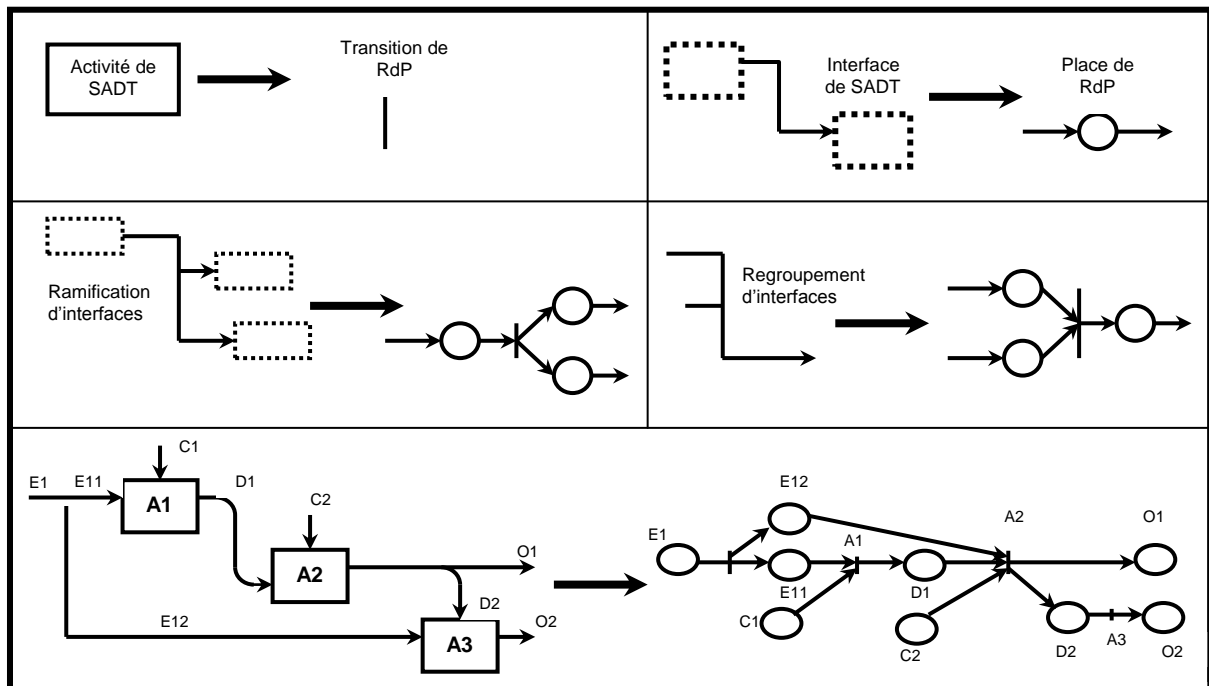 Activité de
SADT
Transition de
RdP
Interface
de SADT
Place de
RdP
Ramification
d'interfaces
Regroupement
d'interfaces
C1
E1
E11
A1
D1
C2
A2
O1
D2
E12
A3
O2
E12
E1
A1
A2
O1
E11
D1
C1
C2
D2
A3
O2